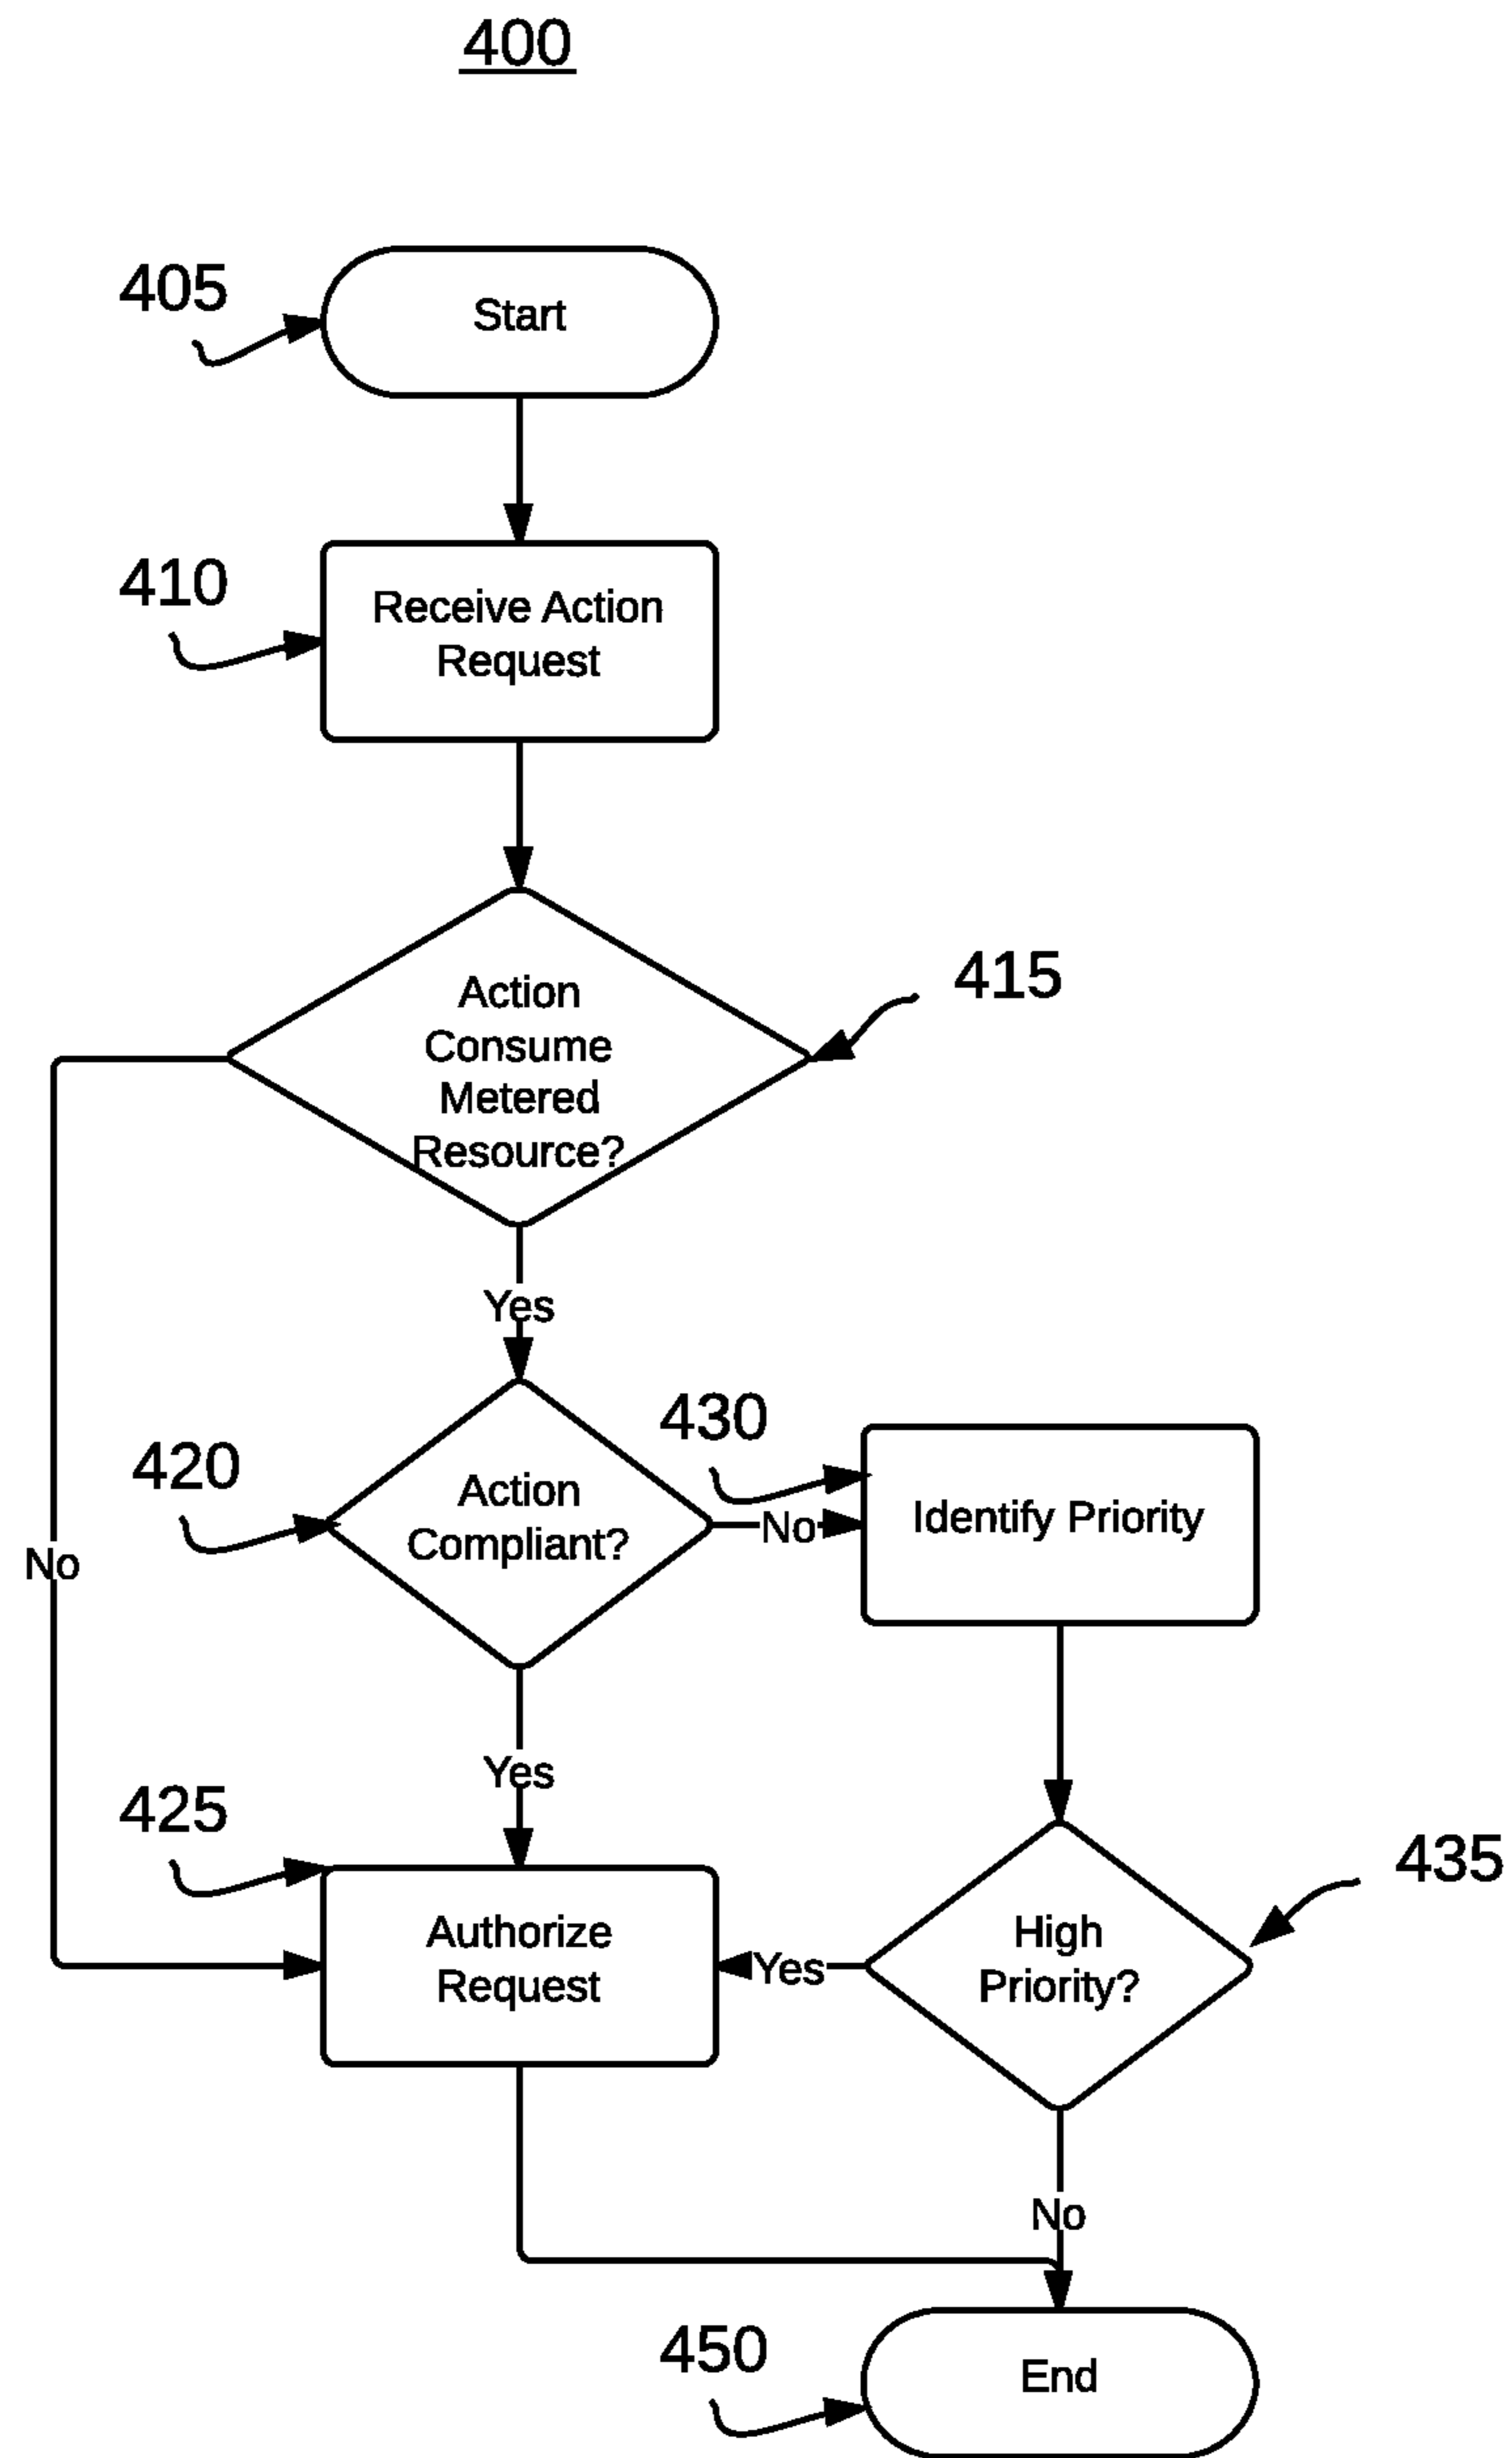 400
405
Start
410
Receive Action
Request
415
Action
Consume
Metered
Resource?
Yes
430
420
Action
Compliant?
No
Identify Priority
No
Yes
425
435
Authorize
Request
Yes
High
Priority?
No
450
End